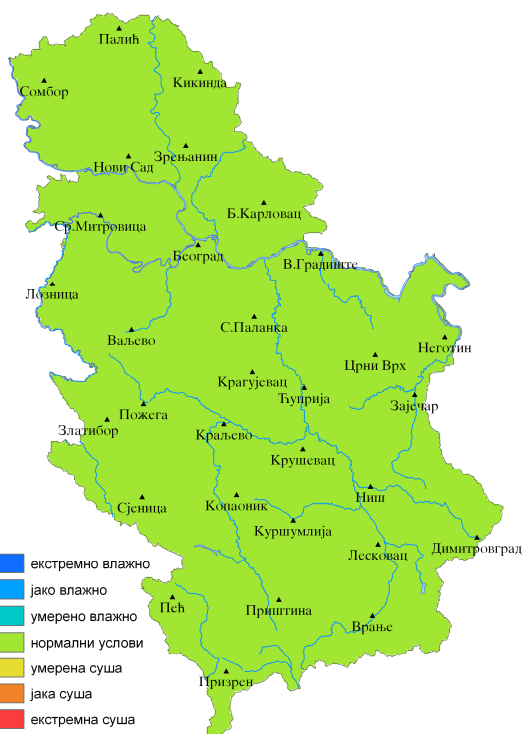 Палић
Кикинда
Сомбор
Зрењанин
Нови Сад
Б.Карловац
Ср.Митровица
Београд
В.Градиште
Лозница
С.Паланка
Ваљево
Неготин
Црни Врх
Крагујевац
Ћуприја
Зајечар
Пожега
Златибор
Краљево
Крушевац
Ниш
Сјеница
Копаоник
Куршумлија
Лесковац
Димитровград
Пећ
Приштина
Врање
Призрен
екстремно влажно
јако влажно
умерено влажно
нормални услови
умерена суша
јака суша
екстремна суша